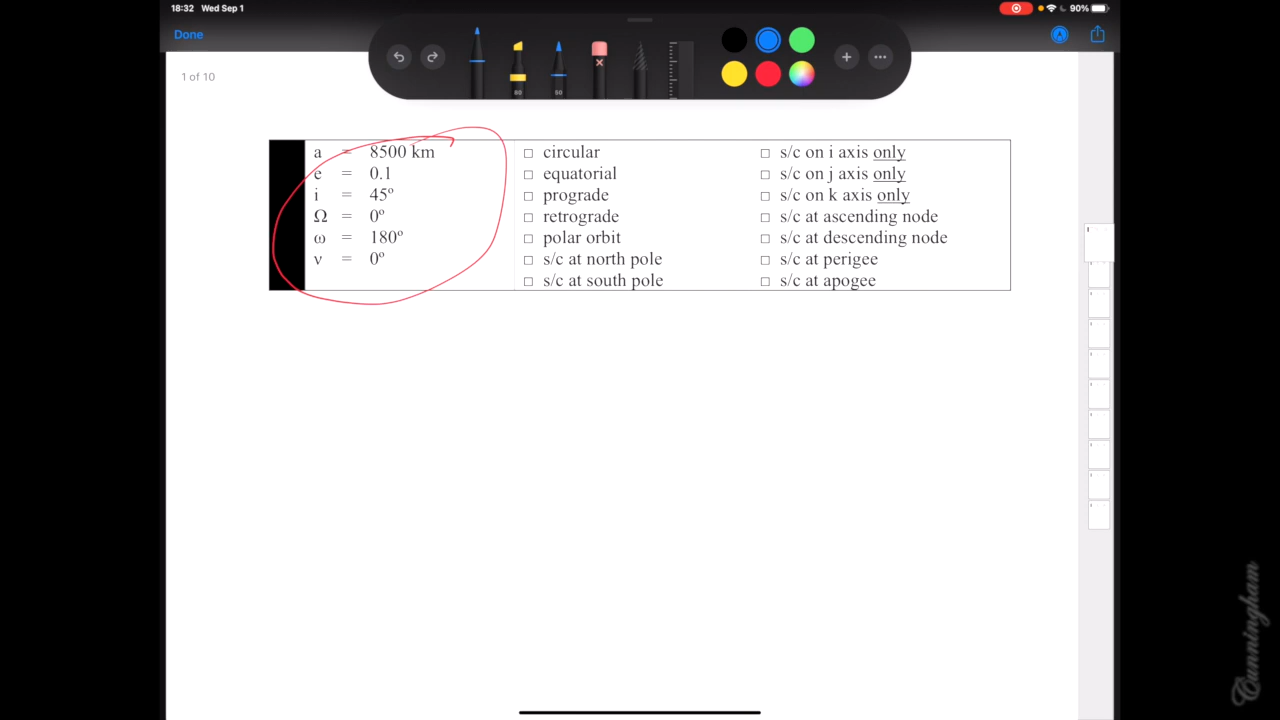 18:32 Wed Sep 1
90%
Done
1 of 10
80
50
a = 8500 km
e = 0.1
i = 45º
Ω = 0º
ω = 180º
ν = 0º
□ circular
□ equatorial
□ prograde
□ retrograde
□ polar orbit
□ s/c at north pole
□ s/c at south pole
□ s/c on i axis only
□ s/c on j axis only
□ s/c on k axis only
□ s/c at ascending node
□ s/c at descending node
□ s/c at perigee
□ s/c at apogee
Cunningham